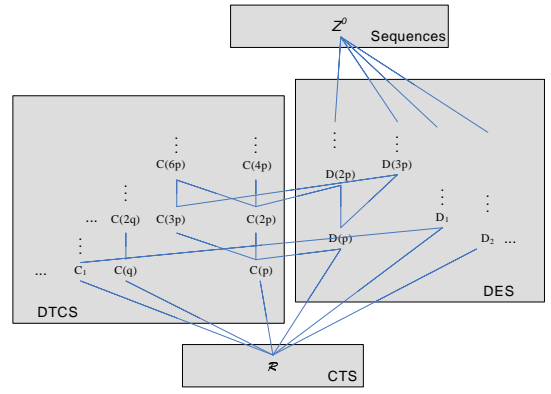 Z⁰
Sequences
⋮ ⋮ ⋮ ⋮
⋮ ⋮
C(6p) C(4p) D(2p) D(3p)
⋮ ⋮ ⋮
... C(2q) C(3p) C(2p) D₁
⋮ D(p) D₂ ...
... C₁ C(q) C(p)
DTCS DES
ℛ
CTS